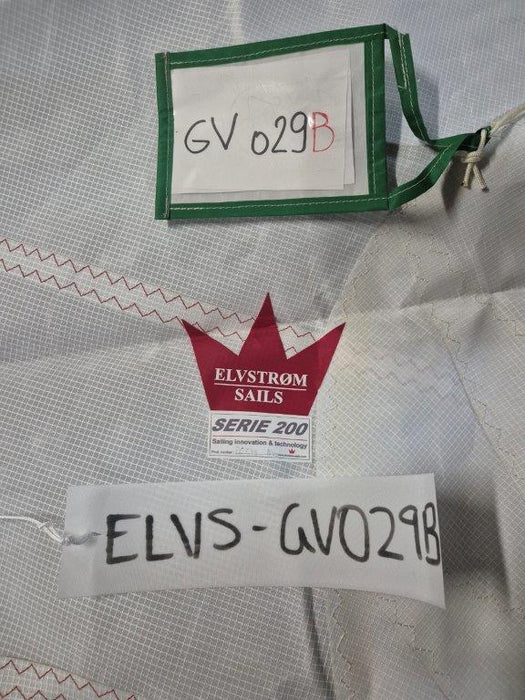 GV 029B
ELVSTRØM
SAILS
SERIE 200
Sailing innovation & technology
ELVS-GV029B